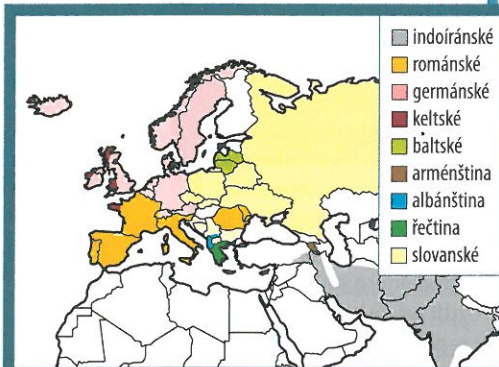 indoíránské
románské
germánské
keltské
baltské
arménština
albánština
řečtina
slovanské